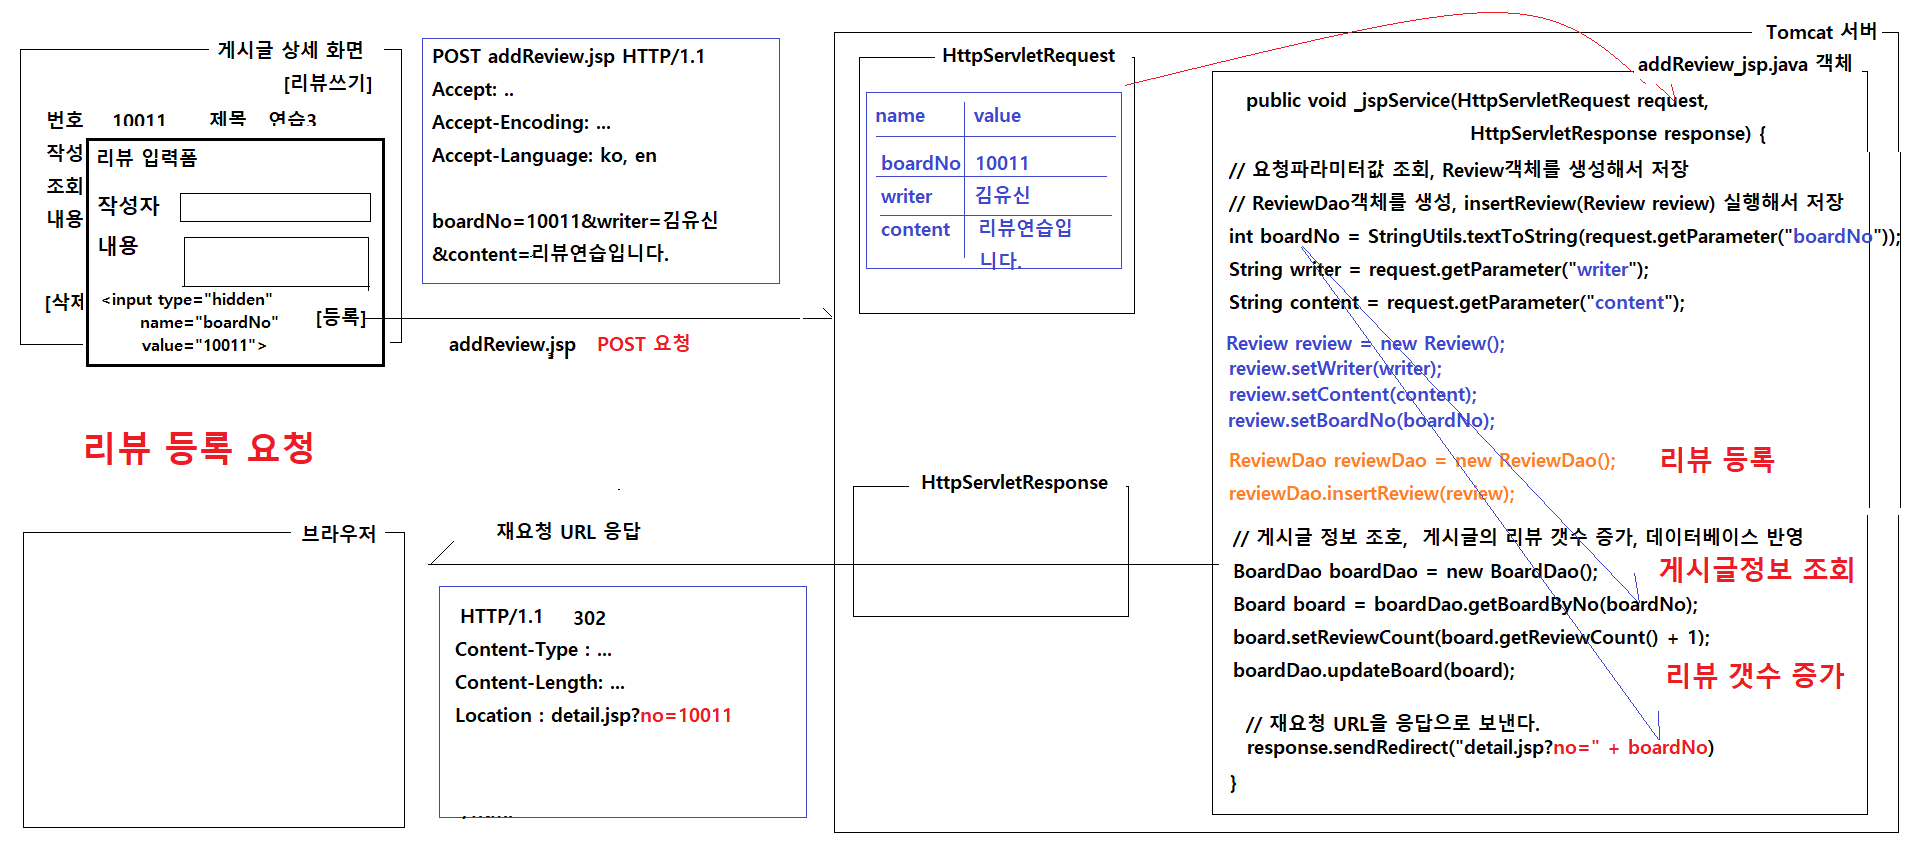 게시글 상세 화면
[리뷰쓰기]
번호 10011 제목 연습3
작성
조회
내용
[삭제
리뷰 입력폼
작성자
내용
<input type="hidden"
name="boardNo"
value="10011">
[등록]
POST addReview.jsp HTTP/1.1
Accept: ..
Accept-Encoding: ...
Accept-Language: ko, en
boardNo=10011&writer=김유신
&content=리뷰연습입니다.
addReview.jsp POST 요청
리뷰 등록 요청
Tomcat 서버
HttpServletRequest
name value
boardNo 10011
writer 김유신
content 리뷰연습입
니다.
HttpServletResponse
addReview_jsp.java 객체
public void _jspService(HttpServletRequest request,
HttpServletResponse response) {
// 요청파라미터값 조회, Review객체를 생성해서 저장
// ReviewDao객체를 생성, insertReview(Review review) 실행해서 저장
int boardNo = StringUtils.textToString(request.getParameter("boardNo"));
String writer = request.getParameter("writer");
String content = request.getParameter("content");
Review review = new Review();
review.setWriter(writer);
review.setContent(content);
review.setBoardNo(boardNo);
ReviewDao reviewDao = new ReviewDao();
reviewDao.insertReview(review);
리뷰 등록
// 게시글 정보 조호, 게시글의 리뷰 갯수 증가, 데이터베이스 반영
BoardDao boardDao = new BoardDao();
게시글정보 조회
Board board = boardDao.getBoardByNo(boardNo);
board.setReviewCount(board.getReviewCount() + 1);
boardDao.updateBoard(board);
리뷰 갯수 증가
// 재요청 URL을 응답으로 보낸다.
response.sendRedirect("detail.jsp?no=" + boardNo)
}
브라우저
재요청 URL 응답
HTTP/1.1 302
Content-Type : ...
Content-Length: ...
Location : detail.jsp?no=10011